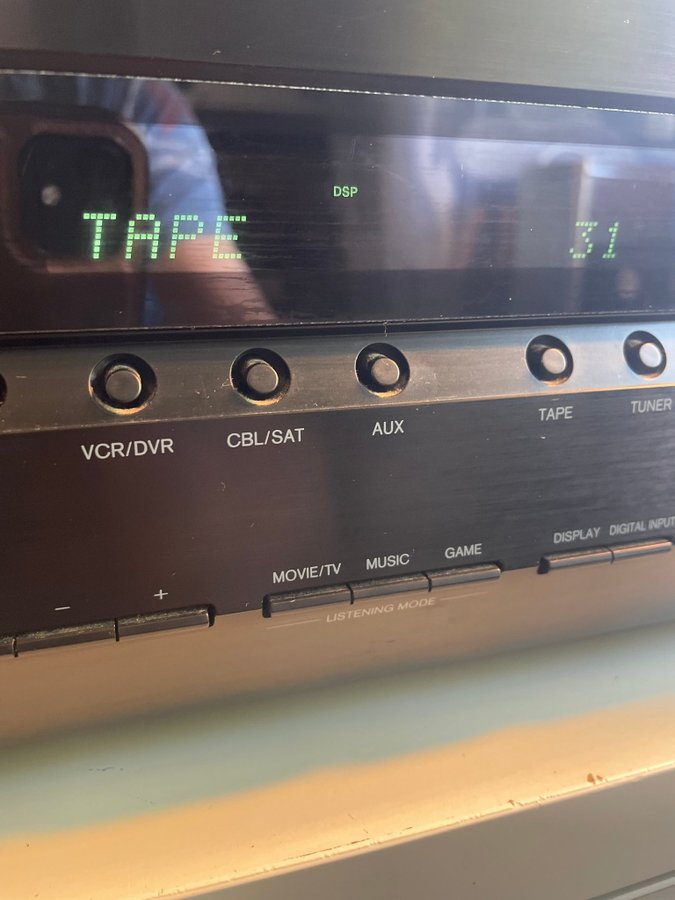 DSP
TAPE 31
VCR/DVR CBL/SAT AUX TAPE TUNER
MOVIE/TV MUSIC GAME DISPLAY DIGITAL INPUT
- +
LISTENING MODE